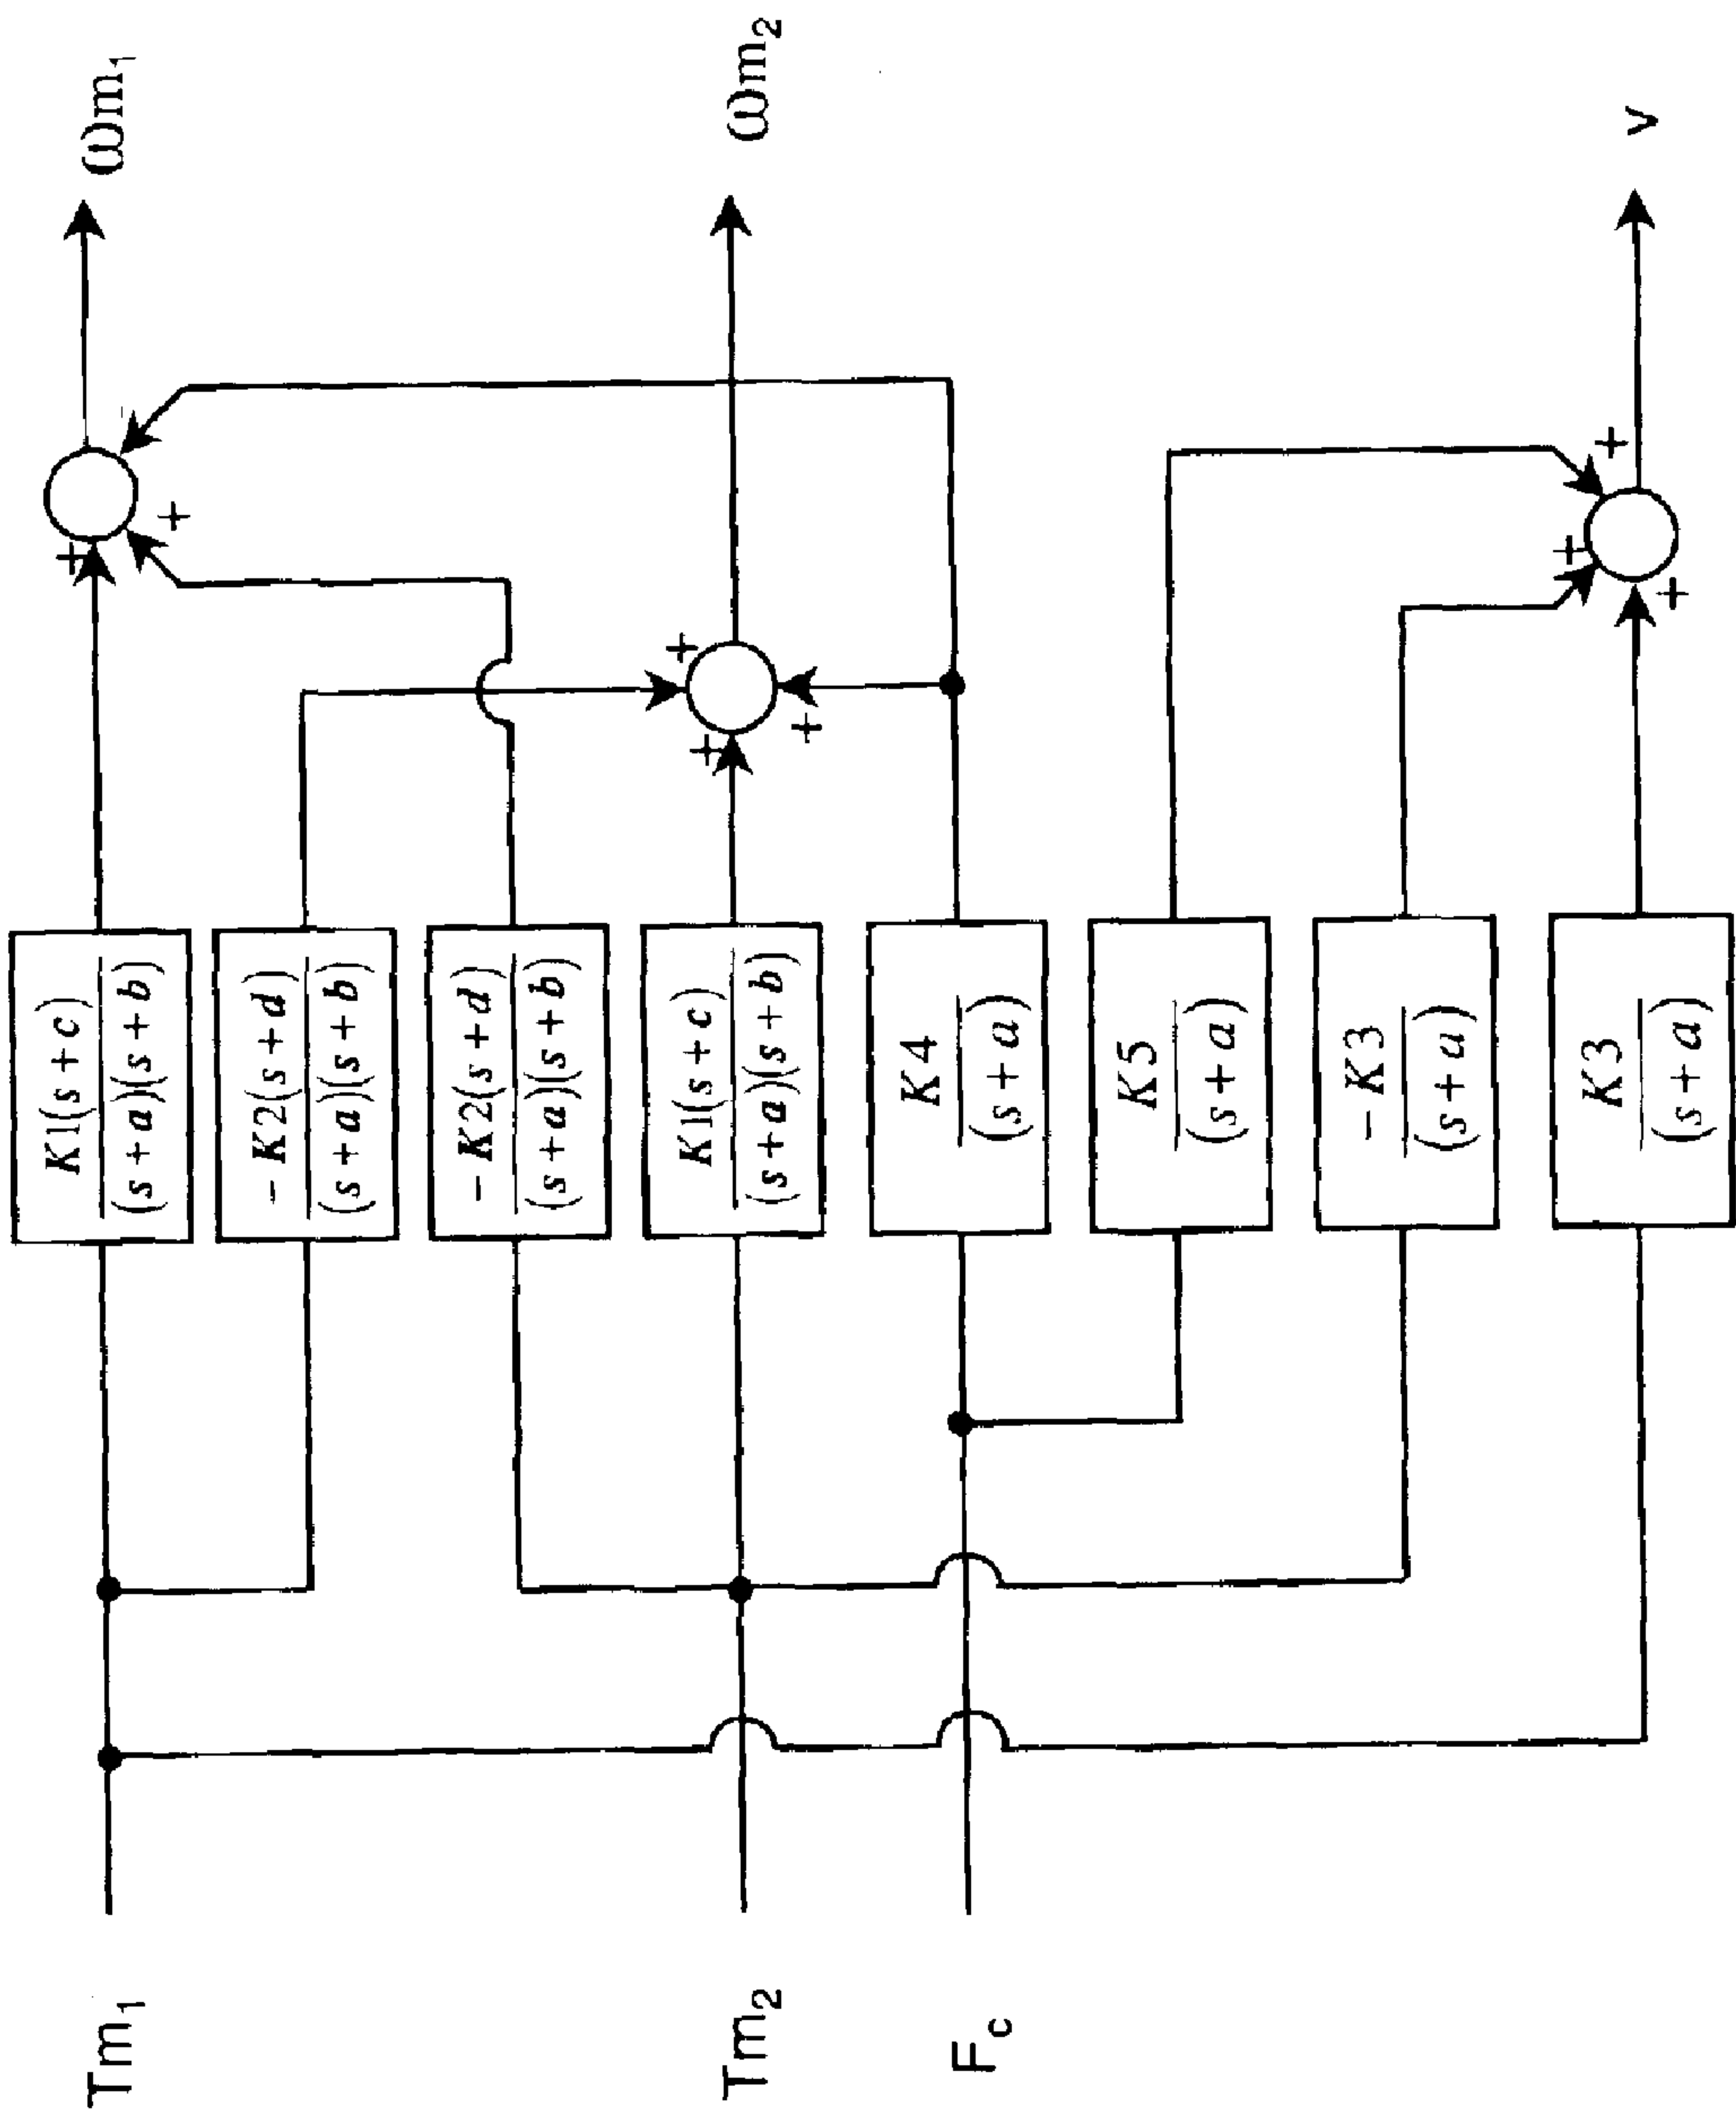 Tm1
Tm2
Fc
K1(s+c)
(s+a)(s+b)
-K2(s+d)
(s+a)(s+b)
-K2(s+d)
(s+a)(s+b)
K1(s+c)
(s+a)(s+b)
K4
(s+a)
K5
(s+a)
-K3
(s+a)
K3
(s+a)
+
+
+
+
+
+
+
+
ωm1
ωm2
v